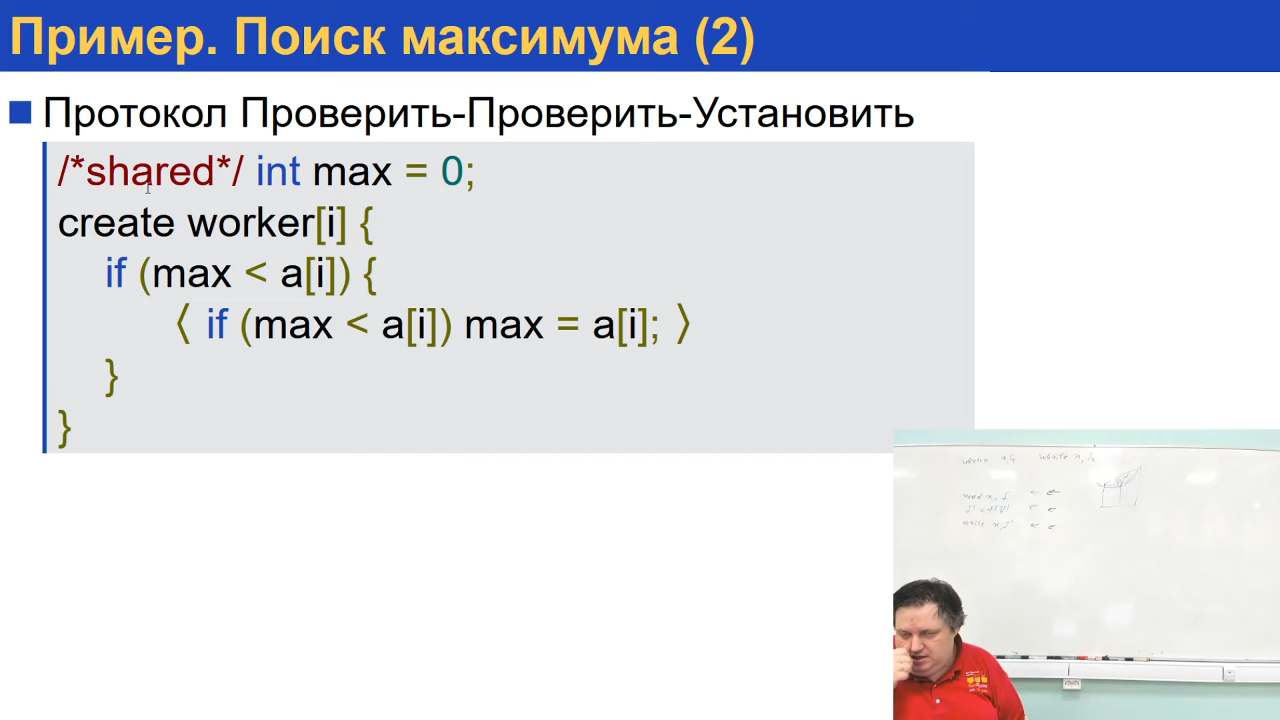 Пример. Поиск максимума (2)
Протокол Проверить-Проверить-Установить
/*shared*/ int max = 0;
create worker[i] {
if (max < a[i]) {
⟨ if (max < a[i]) max = a[i]; ⟩
}
}